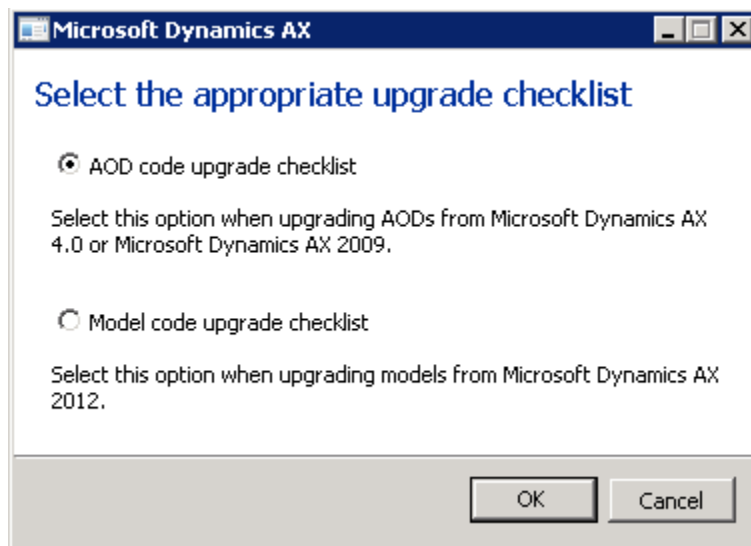 Microsoft Dynamics AX
Select the appropriate upgrade checklist
AOD code upgrade checklist
Select this option when upgrading AODs from Microsoft Dynamics AX
4.0 or Microsoft Dynamics AX 2009.
Model code upgrade checklist
Select this option when upgrading models from Microsoft Dynamics AX
2012.
OK Cancel